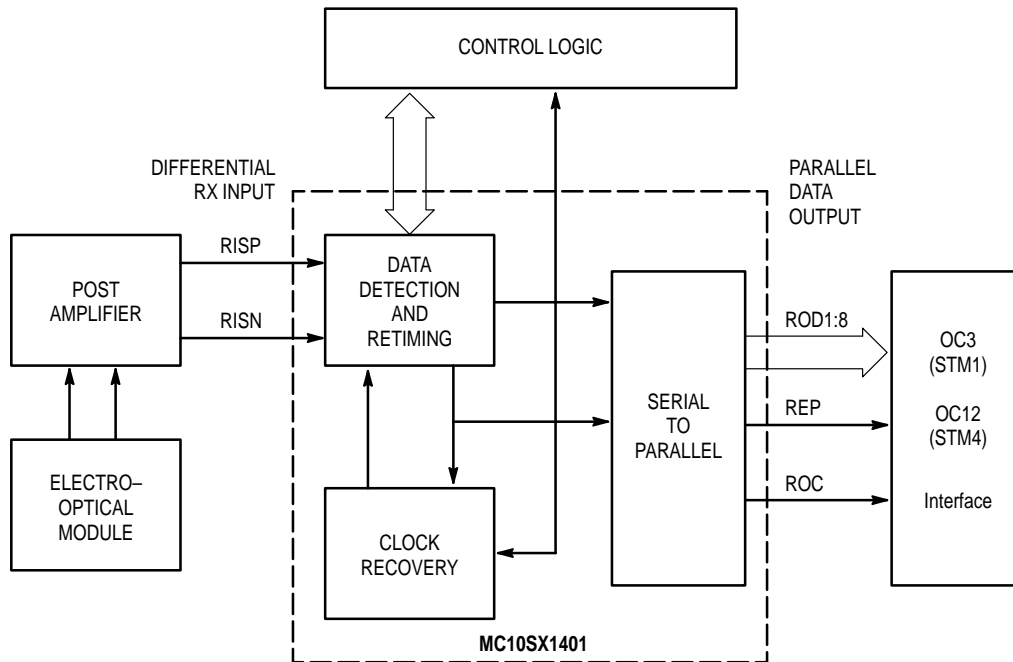 CONTROL LOGIC
DIFFERENTIAL
RX INPUT
PARALLEL
DATA
OUTPUT
POST
AMPLIFIER
RISP
RISN
DATA
DETECTION
AND
RETIMING
SERIAL
TO
PARALLEL
ROD1:8
REP
ROC
OC3
(STM1)
OC12
(STM4)
Interface
ELECTRO–
OPTICAL
MODULE
CLOCK
RECOVERY
MC10SX1401